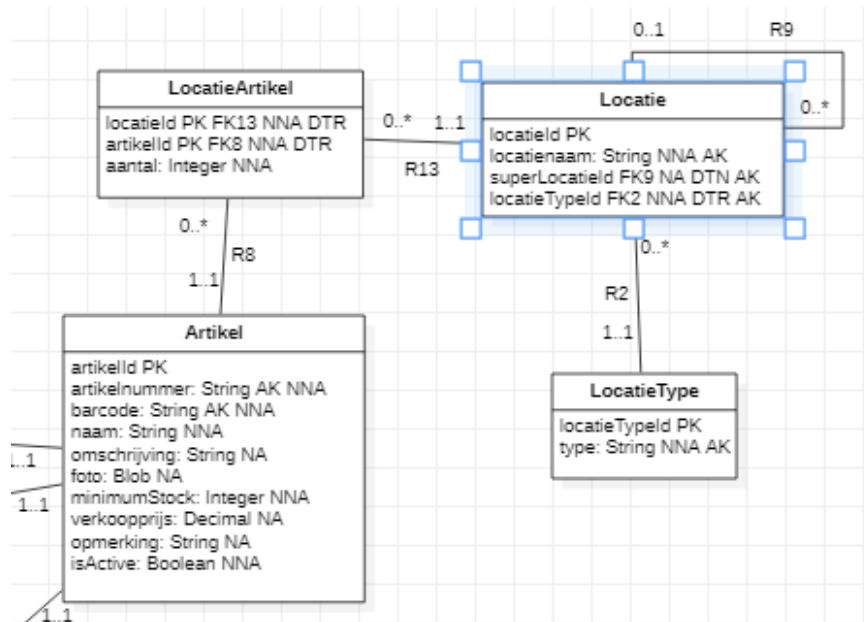 0..1 R9
LocatieArtikel
locatieId PK FK13 NNA DTR
artikelId PK FK8 NNA DTR
aantal: Integer NNA
0..* 1..1
R13
Locatie
locatieId PK
locatienaam: String NNA AK
superLocatieId FK9 NA DTN AK
locatieTypeId FK2 NNA DTR AK
0..*
0..*
R8
1..1
0..*
R2
1..1
Artikel
artikelId PK
artikelnummer: String AK NNA
barcode: String AK NNA
naam: String NNA
omschrijving: String NA
foto: Blob NA
minimumStock: Integer NNA
verkoopprijs: Decimal NA
opmerking: String NA
isActive: Boolean NNA
LocatieType
locatieTypeId PK
type: String NNA AK
1..1
1..1